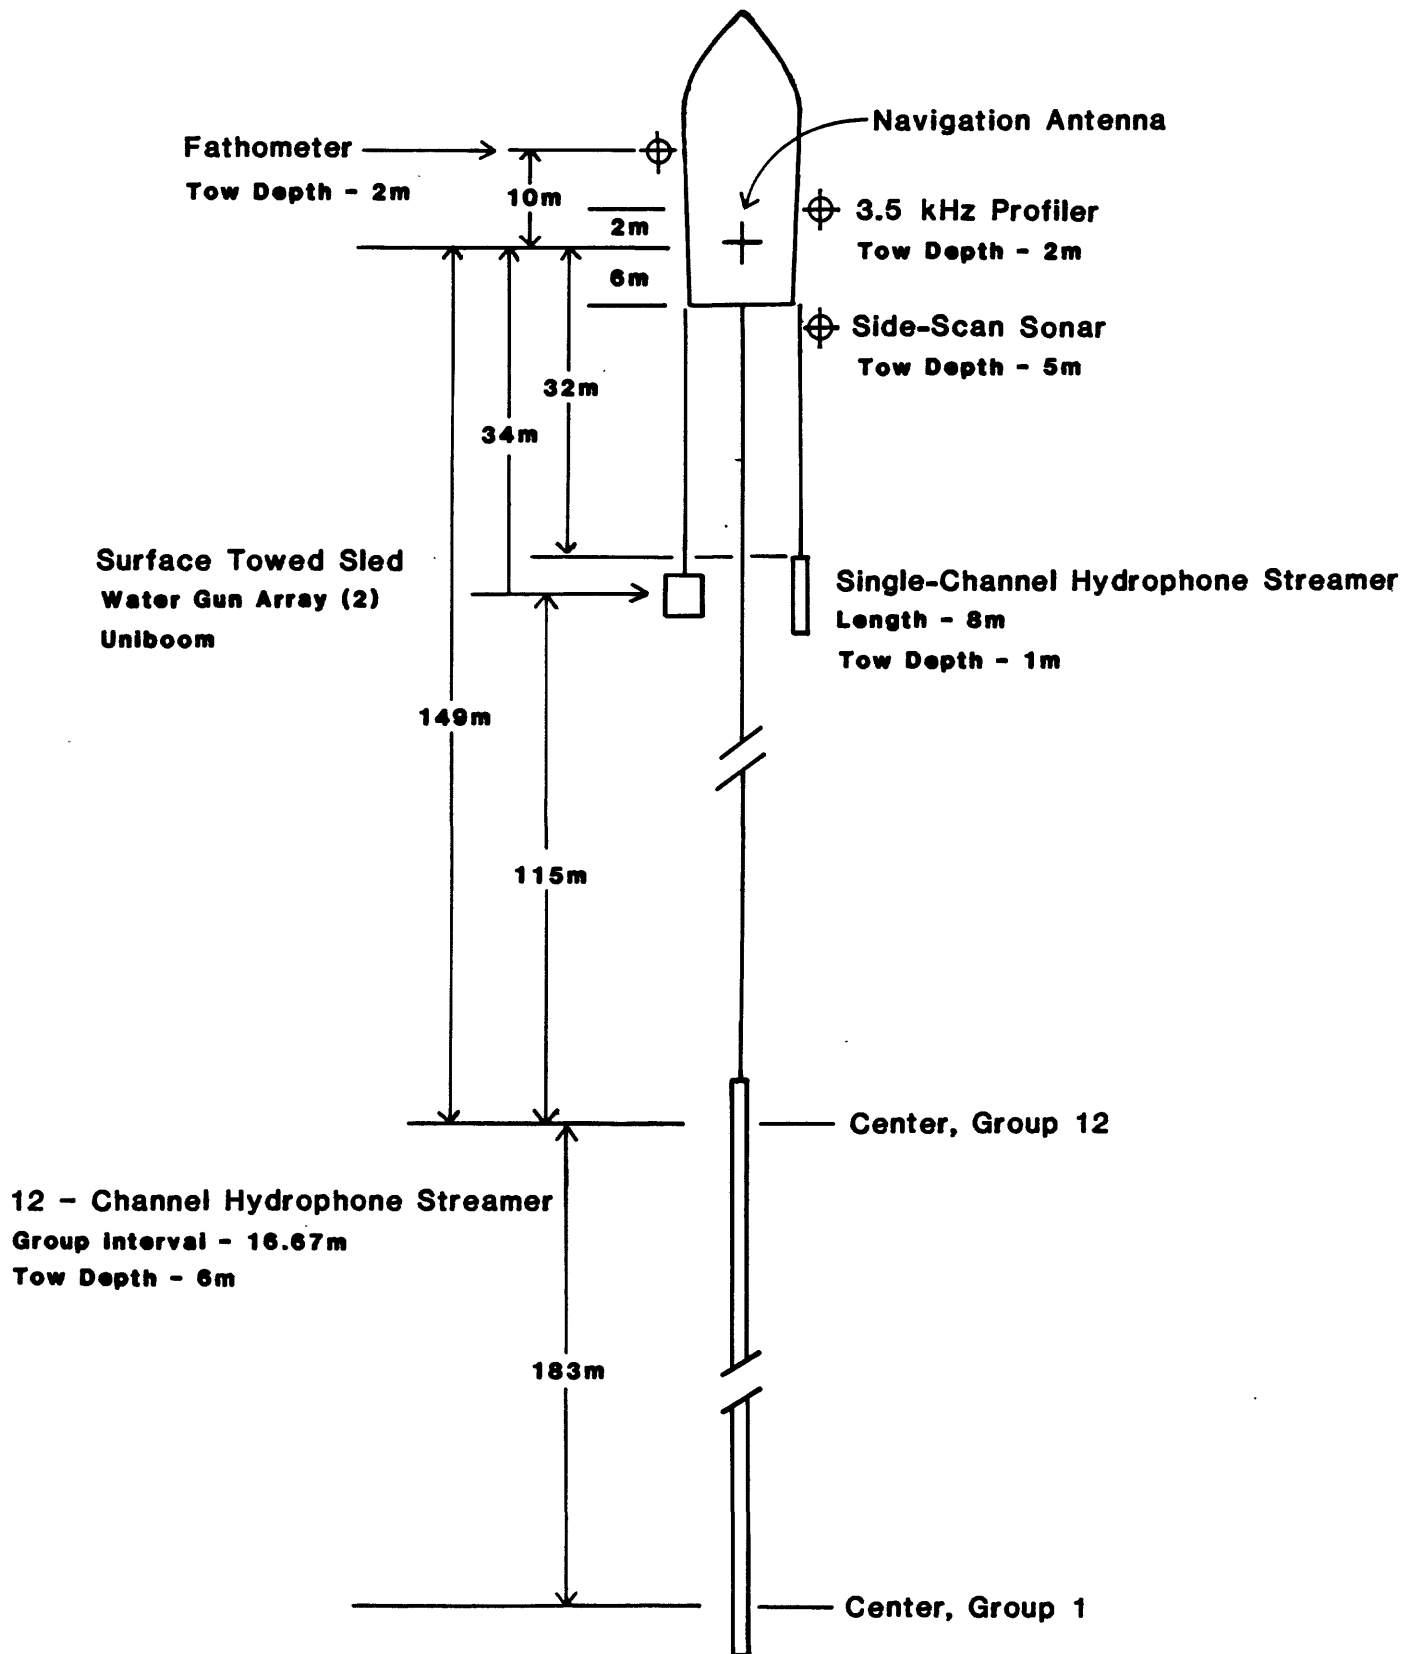 Navigation Antenna
Fathometer
Tow Depth - 2m
10m
2m
3.5 kHz Profiler
Tow Depth - 2m
6m
Side-Scan Sonar
Tow Depth - 5m
32m
34m
Surface Towed Sled
Water Gun Array (2)
Uniboom
Single-Channel Hydrophone Streamer
Length - 8m
Tow Depth - 1m
149m
115m
Center, Group 12
12 - Channel Hydrophone Streamer
Group interval - 16.67m
Tow Depth - 6m
183m
Center, Group 1